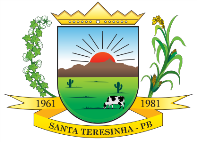 1961 1981
SANTA TERESINHA - PB